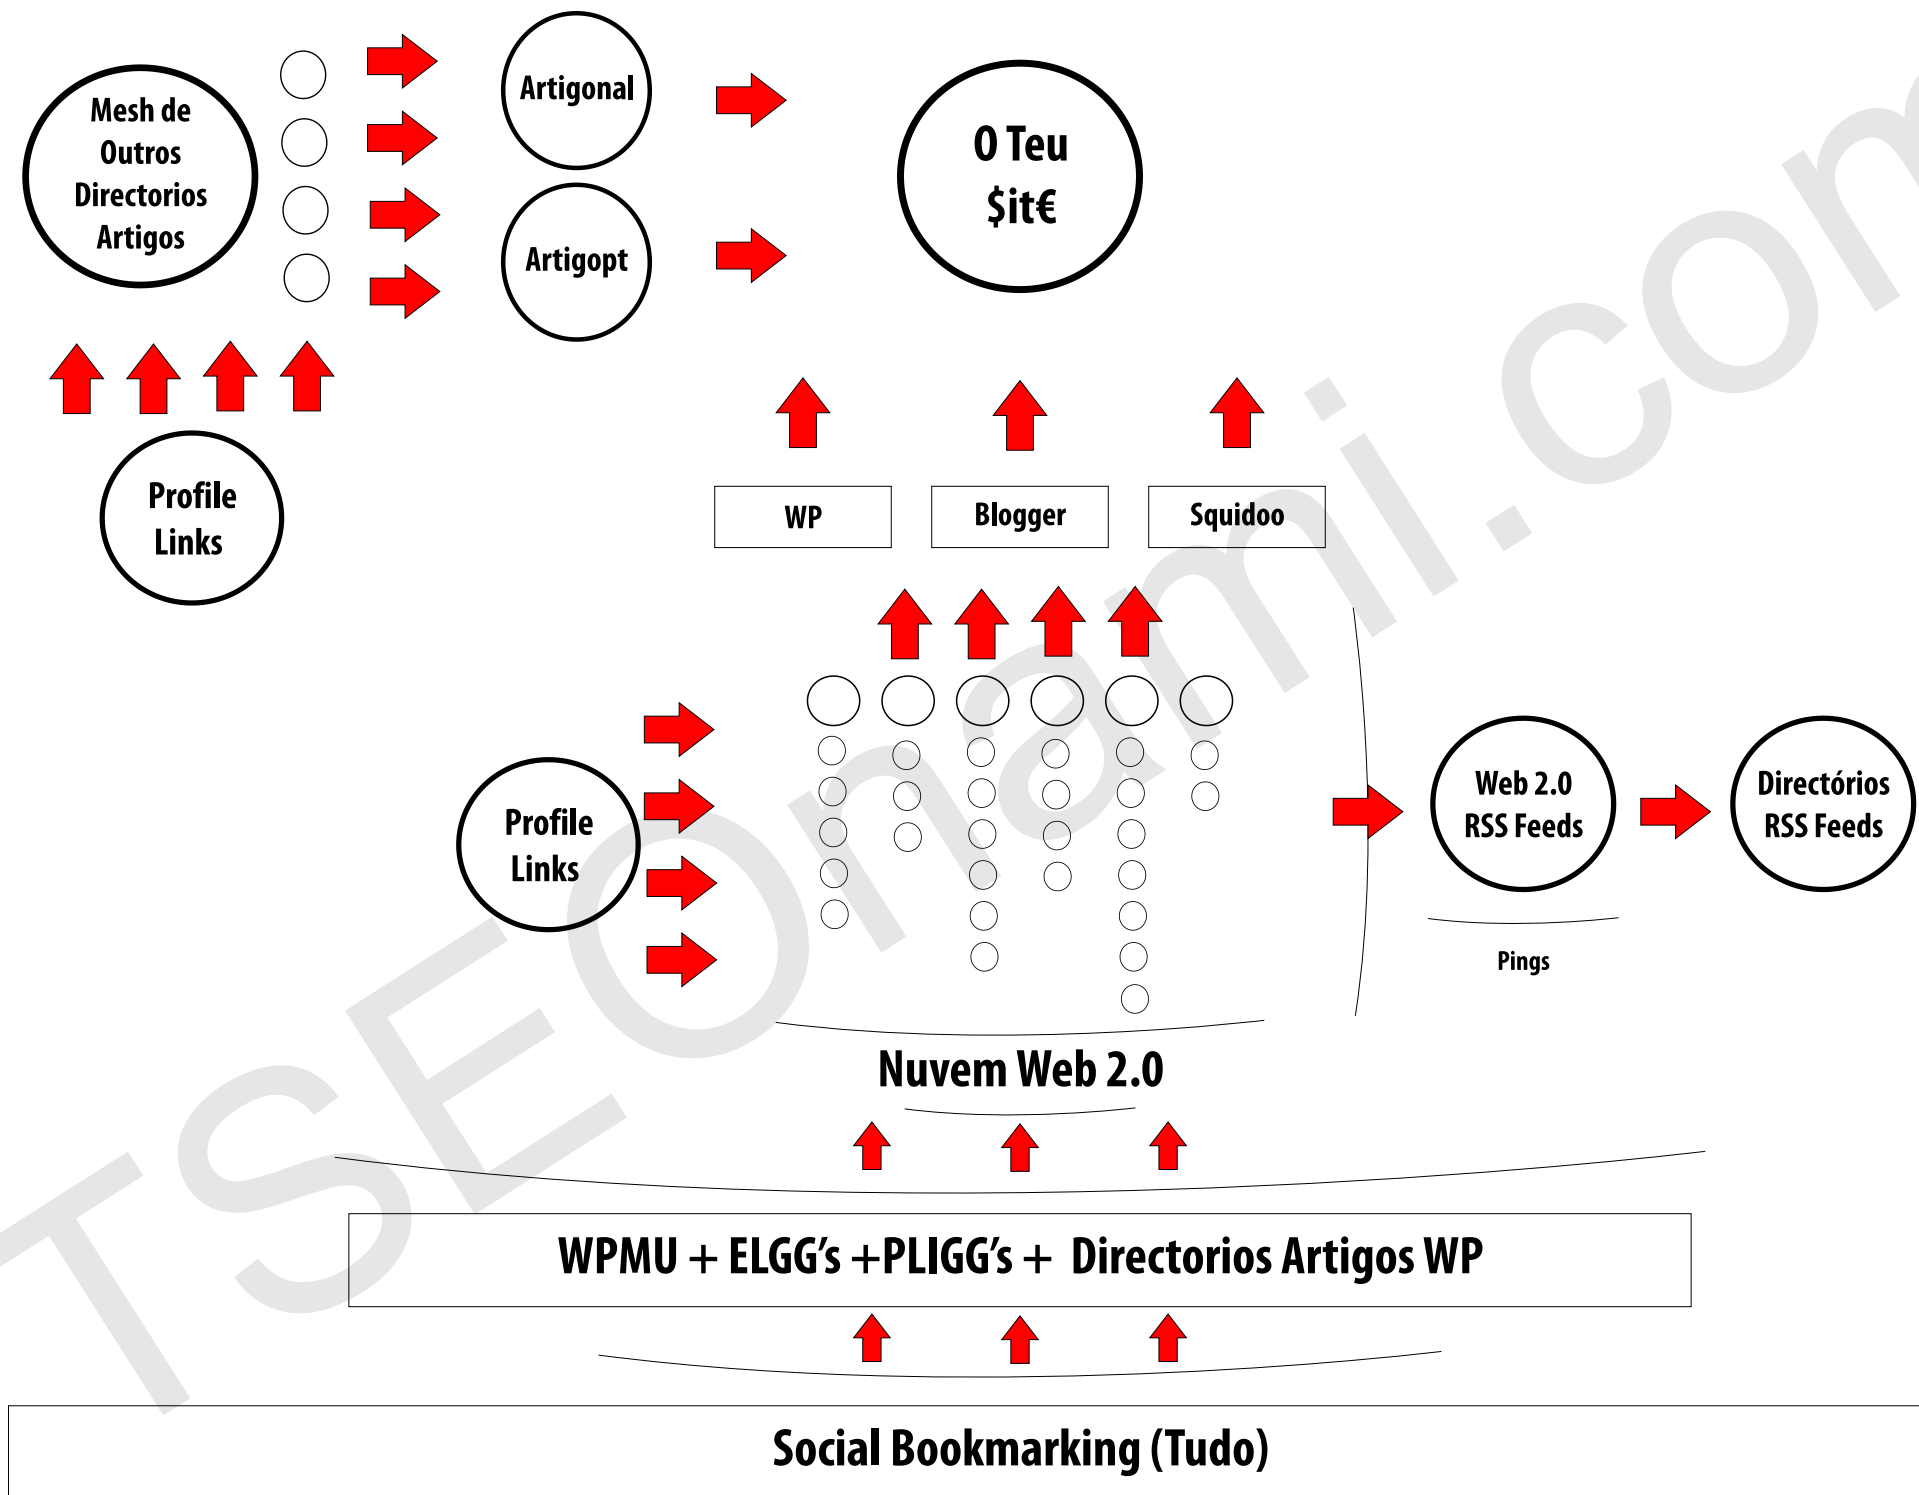 Mesh de
Outros
Directorios
Artigos
Artigonal
Artigopt
O Teu
$it€
Profile
Links
WP
Blogger
Squidoo
Profile
Links
Web 2.0
RSS Feeds
Directórios
RSS Feeds
Pings
Nuvem Web 2.0
WPMU + ELGG’s +PLIGG’s + Directorios Artigos WP
Social Bookmarking (Tudo)
TSEOnami.com